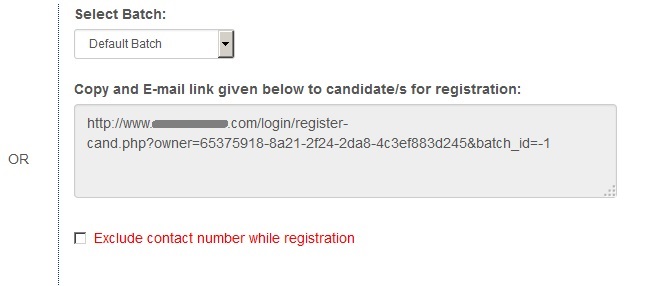 Select Batch:
Default Batch
Copy and E-mail link given below to candidate/s for registration:
http://www. .com/login/register-
cand.php?owner=65375918-8a21-2f24-2da8-4c3ef883d245&batch_id=-1
OR
Exclude contact number while registration